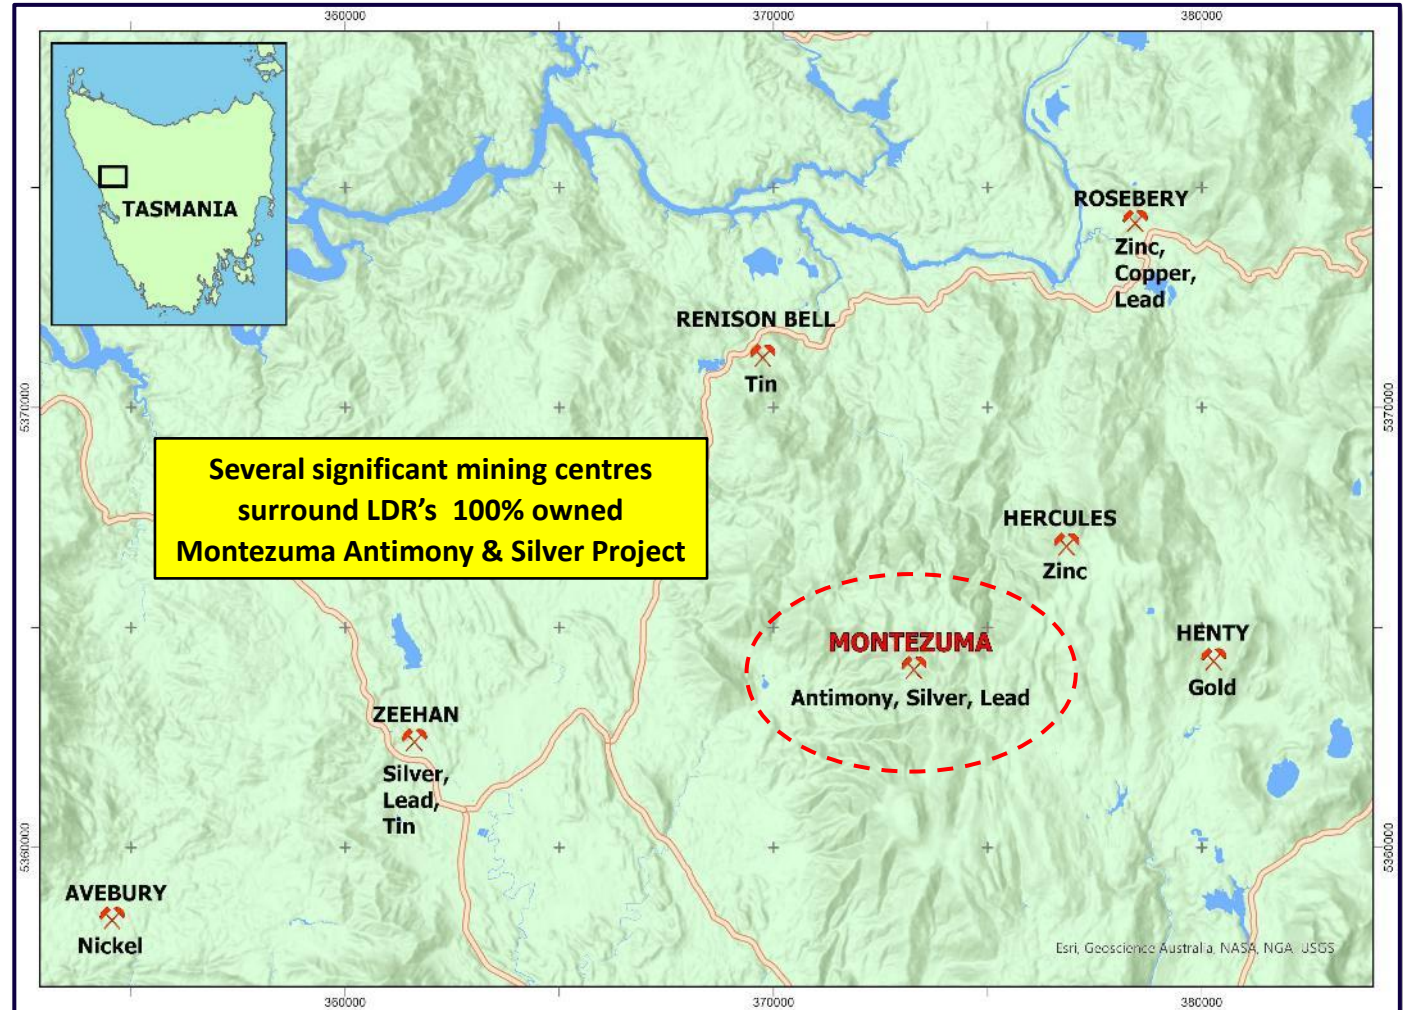 360000
370000
380000
TASMANIA
ROSEBERY
Zinc,
Copper,
Lead
RENISON BELL
Tin
5370000
5370000
Several significant mining centres
surround LDR’s 100% owned
Montezuma Antimony & Silver Project
HERCULES
Zinc
MONTEZUMA
Antimony, Silver, Lead
HENTY
Gold
ZEEHAN
Silver,
Lead,
Tin
5360000
5360000
AVEBURY
Nickel
Esri, Geoscience Australia, NASA, NGA, USGS
360000
370000
380000